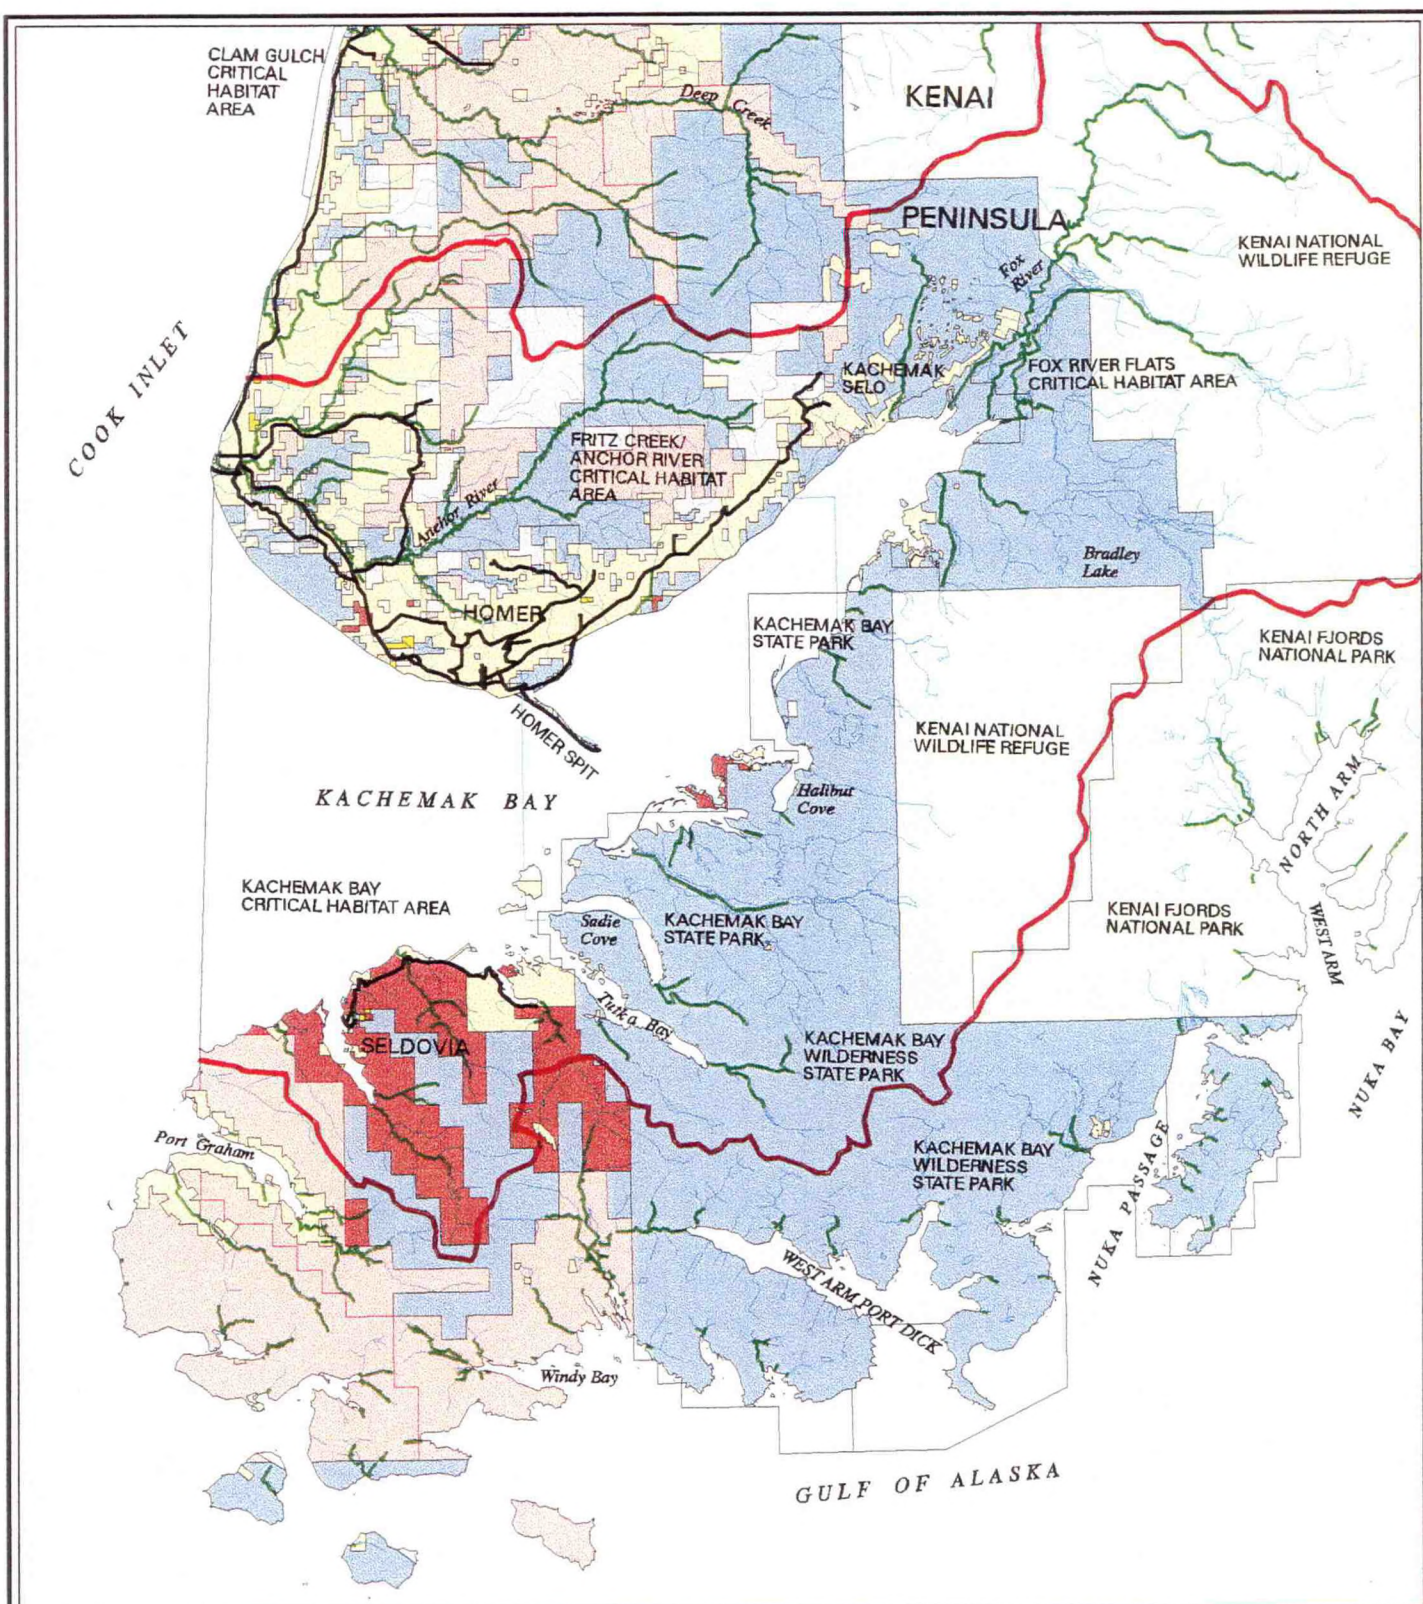 CLAM GULCH
CRITICAL
HABITAT
AREA
Deep Creek
KENAI
PENINSULA
KENAI NATIONAL
WILDLIFE REFUGE
Fox
River
COOK INLET
KACHEMAK
SELO
FOX RIVER FLATS
CRITICAL HABITAT AREA
FRITZ CREEK/
ANCHOR RIVER
CRITICAL HABITAT
AREA
Anchor River
Bradley
Lake
HOMER
KACHEMAK BAY
STATE PARK
KENAI FJORDS
NATIONAL PARK
HOMER SPIT
KENAI NATIONAL
WILDLIFE REFUGE
KACHEMAK BAY
Halibut
Cove
NORTH ARM
KACHEMAK BAY
CRITICAL HABITAT AREA
Sadie
Cove
KACHEMAK BAY
STATE PARK
KENAI FJORDS
NATIONAL PARK
WEST ARM
Tutka Bay
SELDOVIA
KACHEMAK BAY
WILDERNESS
STATE PARK
NUKA BAY
Port Graham
KACHEMAK BAY
WILDERNESS
STATE PARK
NUKA PASSAGE
WEST ARM PORT DICK
Windy Bay
GULF OF ALASKA